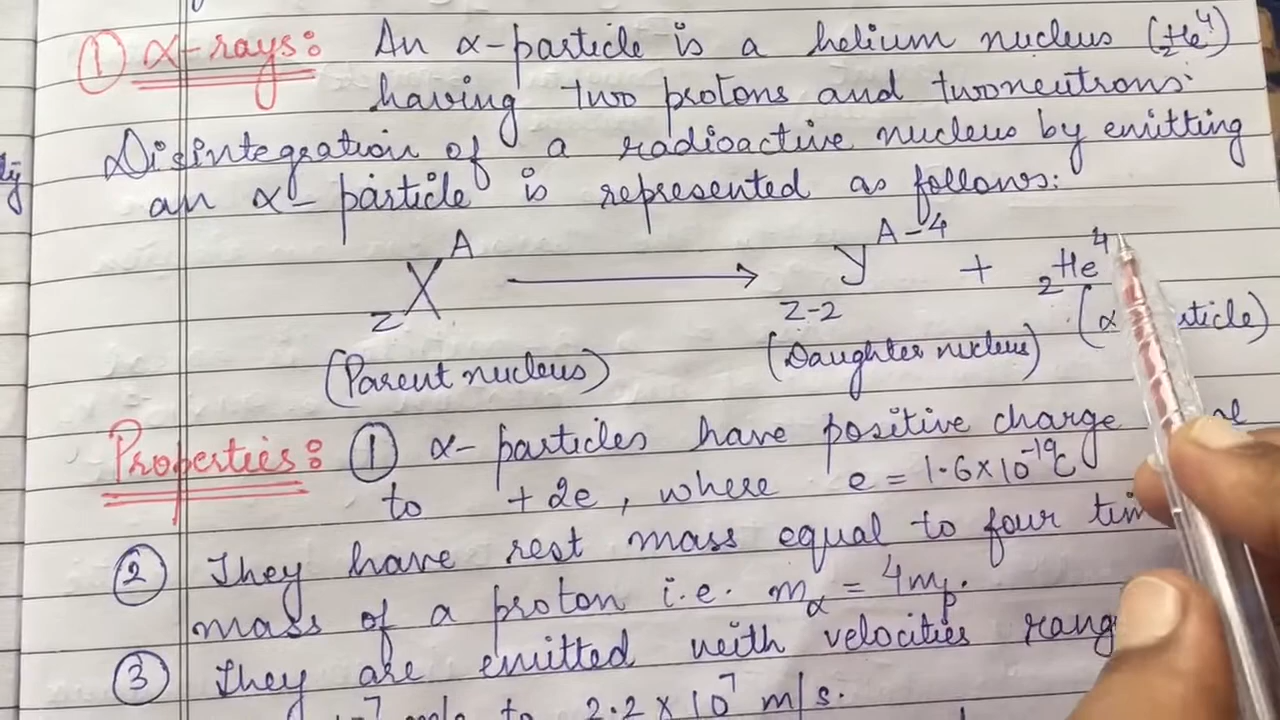 ① α-rays: An α-particle is a helium nucleus (₂He⁴)
having two protons and two neutrons.
Disintegration of a radioactive nucleus by emitting
an α-particle is represented as follows:
zXᴬ ⟶ z-2Yᴬ⁻⁴ + ₂He⁴
(Parent nucleus) (Daughter nucleus) (α
Properties: ① α-particles have positive charge
to +2e, where e = 1.6×10⁻¹⁹C
② They have rest mass equal to four
mass of a proton i.e. mα = 4mp.
③ They are emitted with velocities
to 2.2×10⁷ m/s.